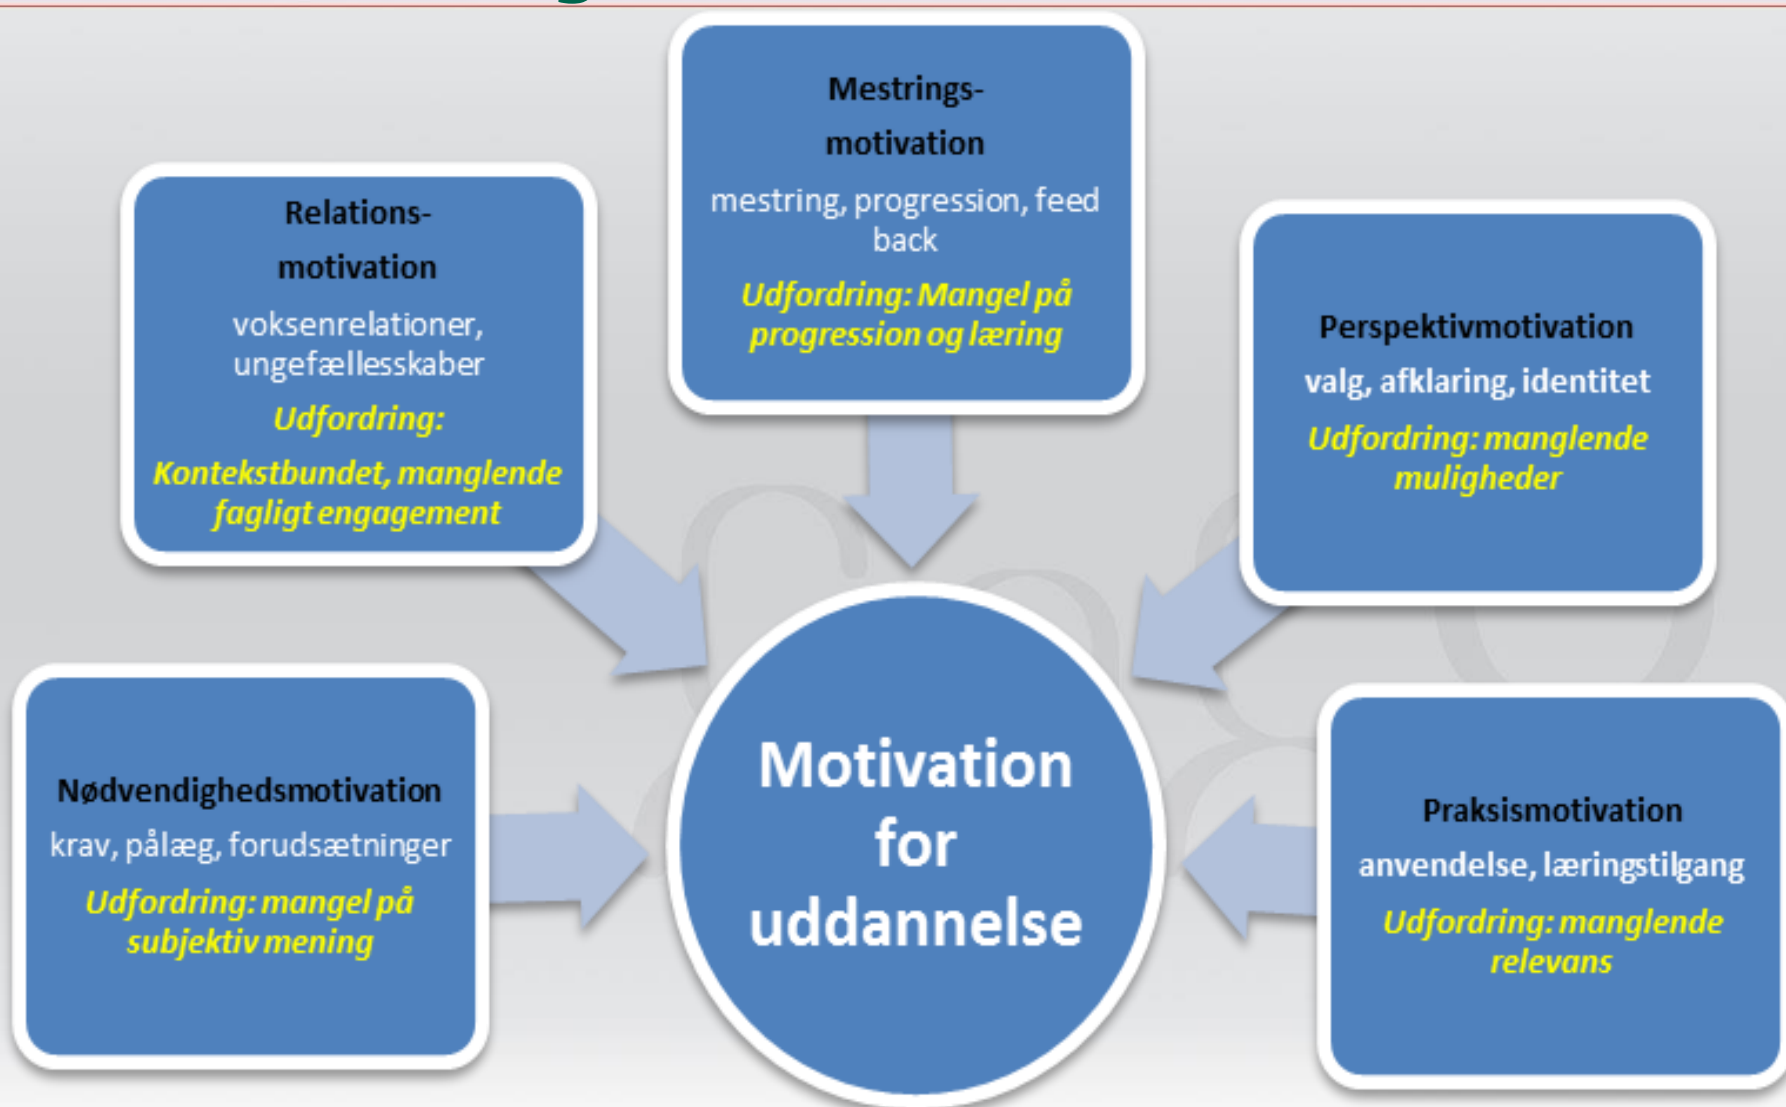 Mestrings-
motivation
mestring, progression, feed
back
Udfordring: Mangel på
progression og læring
Relations-
motivation
voksenrelationer,
ungefællesskaber
Udfordring:
Kontekstbundet, manglende
fagligt engagement
Perspektivmotivation
valg, afklaring, identitet
Udfordring: manglende
muligheder
Nødvendighedsmotivation
krav, pålæg, forudsætninger
Udfordring: mangel på
subjektiv mening
Motivation
for
uddannelse
Praksismotivation
anvendelse, læringstilgang
Udfordring: manglende
relevans